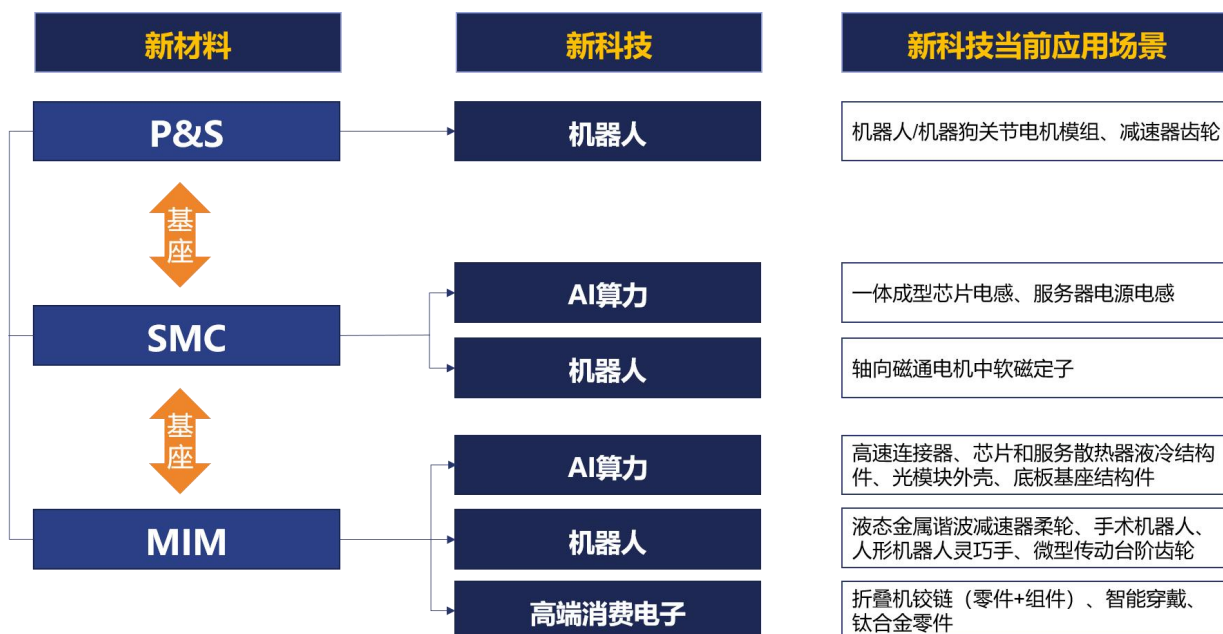 新材料
新科技
新科技当前应用场景
P&S
机器人
机器人/机器狗关节电机模组、减速器齿轮
基座
SMC
AI算力
一体成型芯片电感、服务器电源电感
机器人
轴向磁通电机中软磁定子
基座
MIM
AI算力
高速连接器、芯片和服务散热器液冷结构
件、光模块外壳、底板基座结构件
机器人
液态金属谐波减速器柔轮、手术机器人、
人形机器人灵巧手、微型传动台阶齿轮
高端消费电子
折叠机铰链（零件+组件）、智能穿戴、
钛合金零件